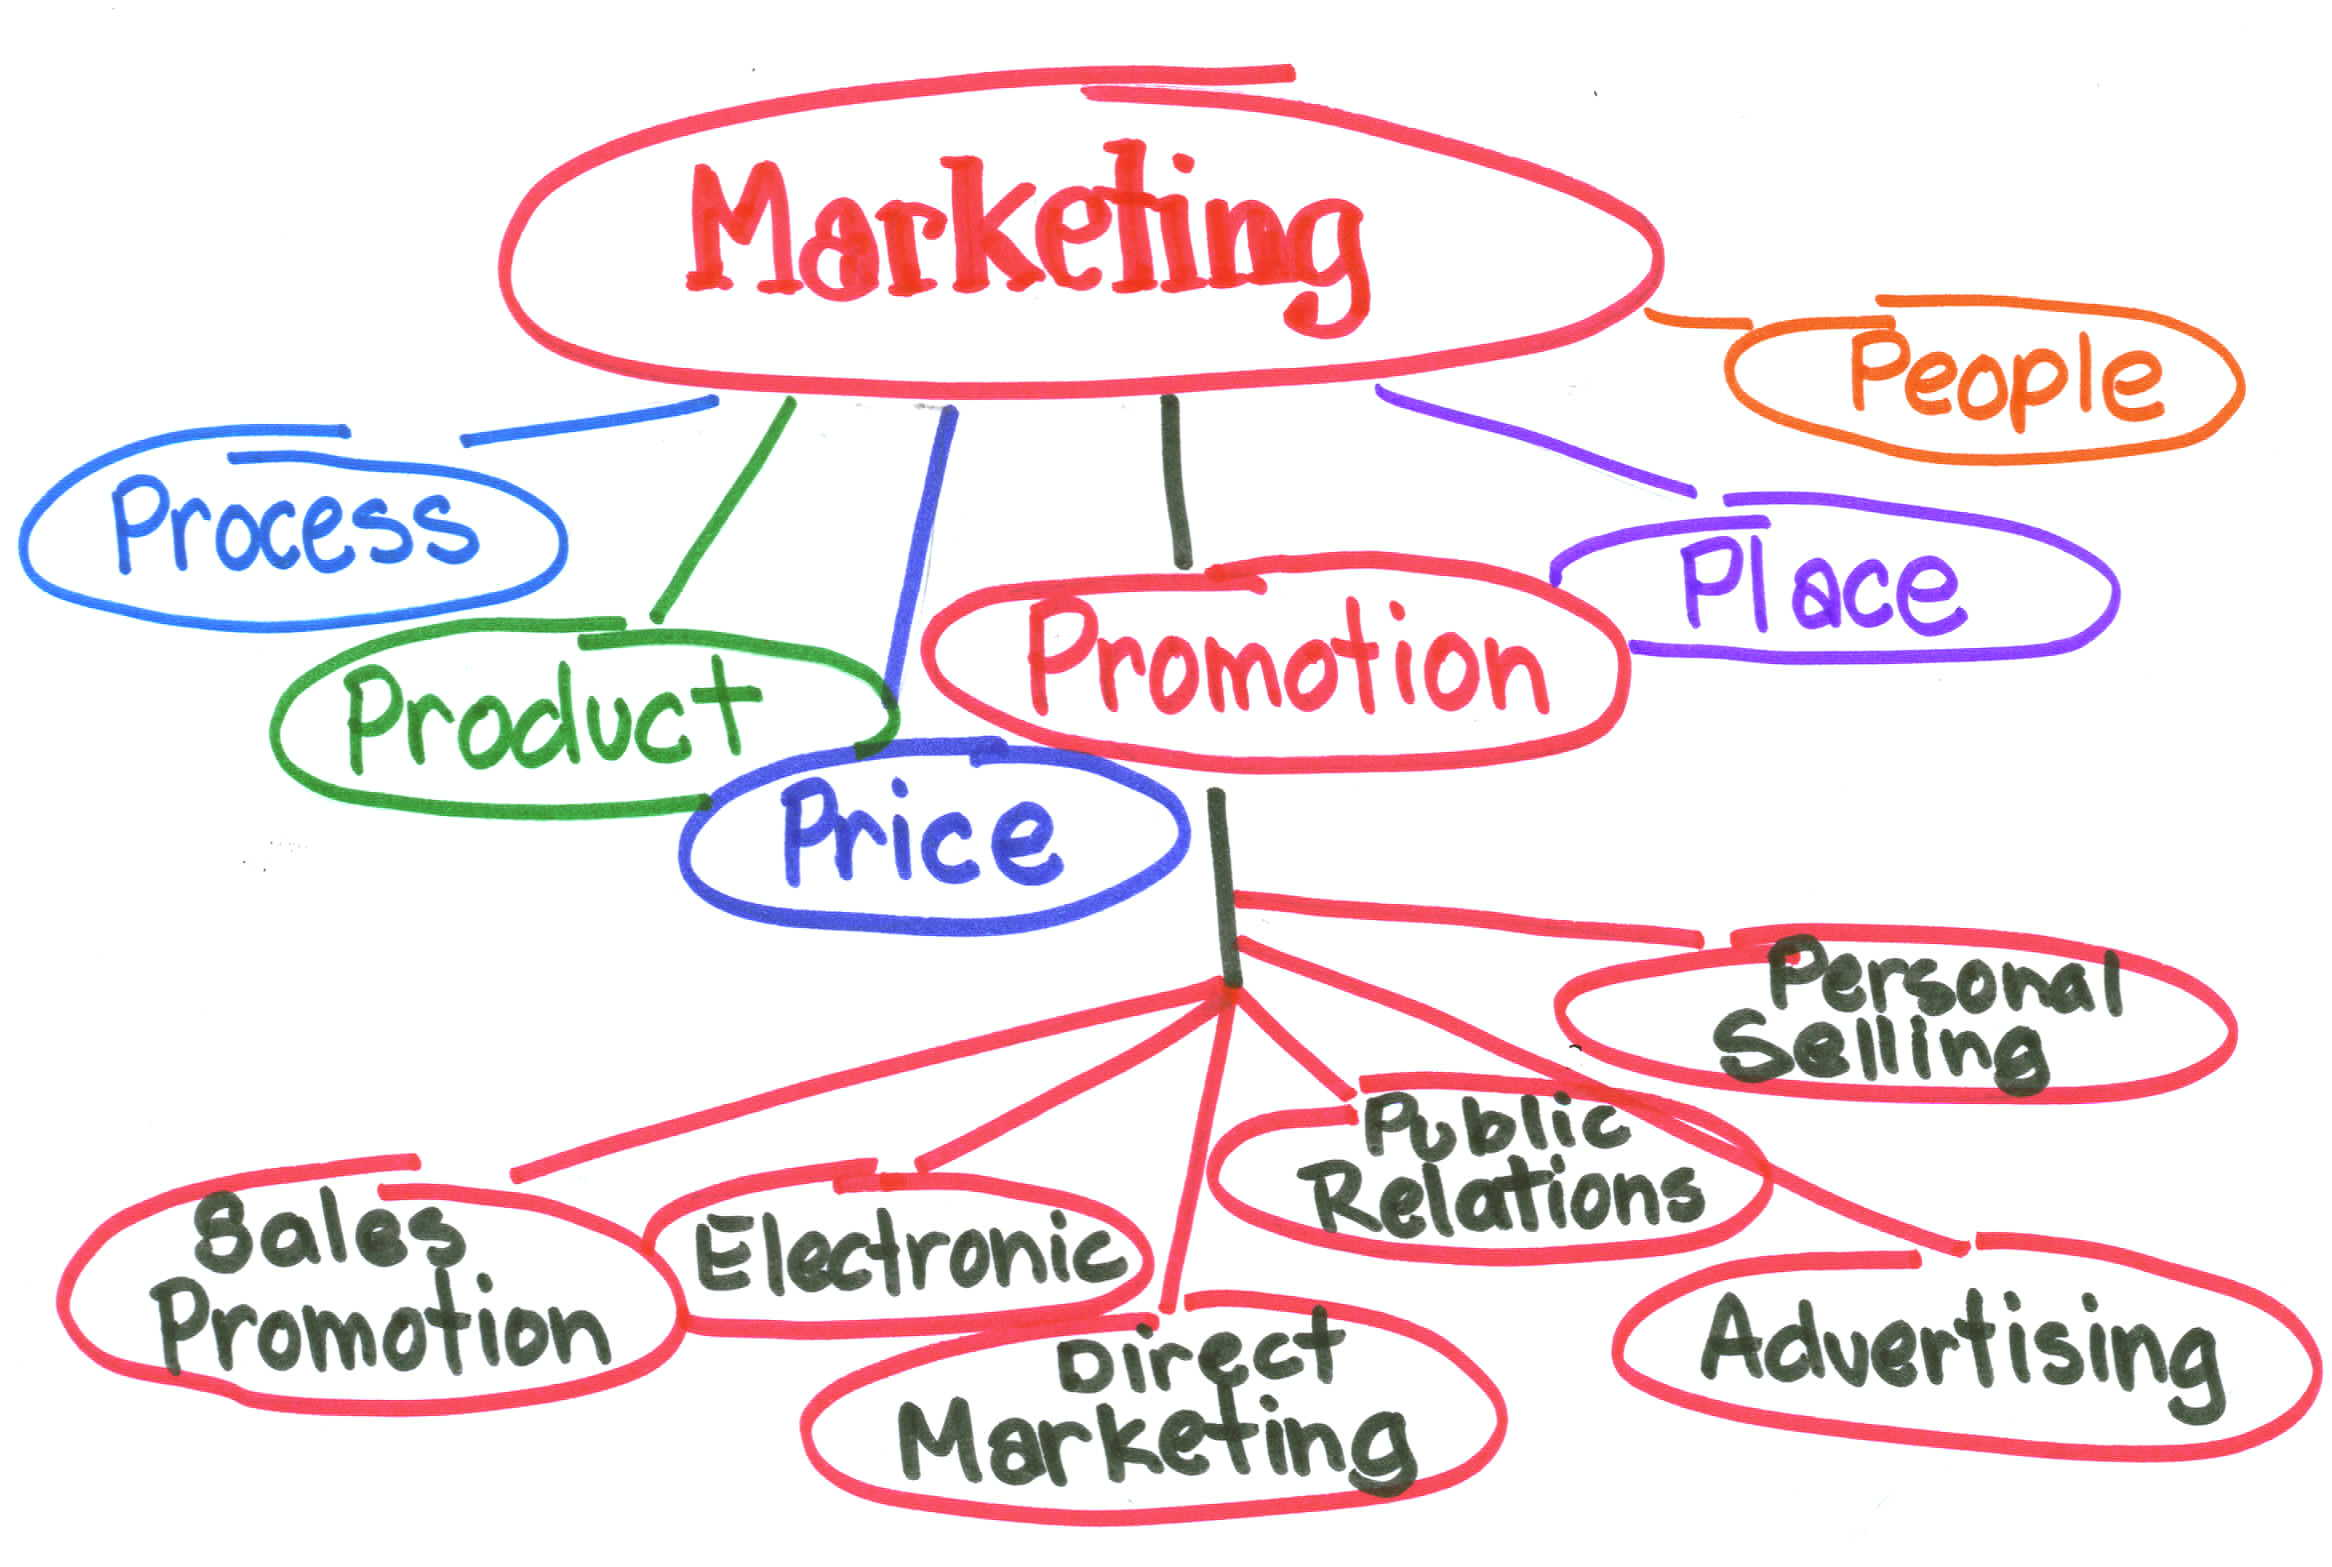 Marketing
People
Process
Place
Product
Promotion
Price
Personal
Selling
Public
Relations
Sales
Promotion
Electronic
Direct
Marketing
Advertising